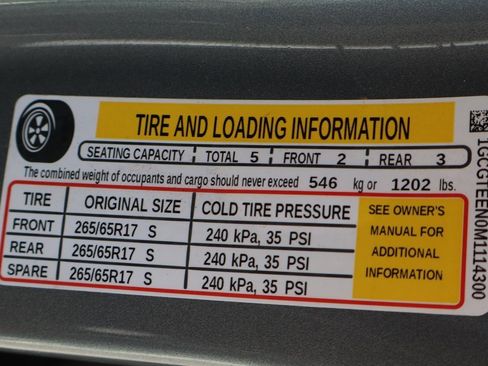 TIRE AND LOADING INFORMATION
SEATING CAPACITY TOTAL 5 FRONT 2 REAR 3
The combined weight of occupants and cargo should never exceed 546 kg or 1202 lbs.
TIRE ORIGINAL SIZE COLD TIRE PRESSURE
FRONT 265/65R17 S 240 kPa, 35 PSI
REAR 265/65R17 S 240 kPa, 35 PSI
SPARE 265/65R17 S 240 kPa, 35 PSI
SEE OWNER'S
MANUAL FOR
ADDITIONAL
INFORMATION
1GCGTEEN0N1114300